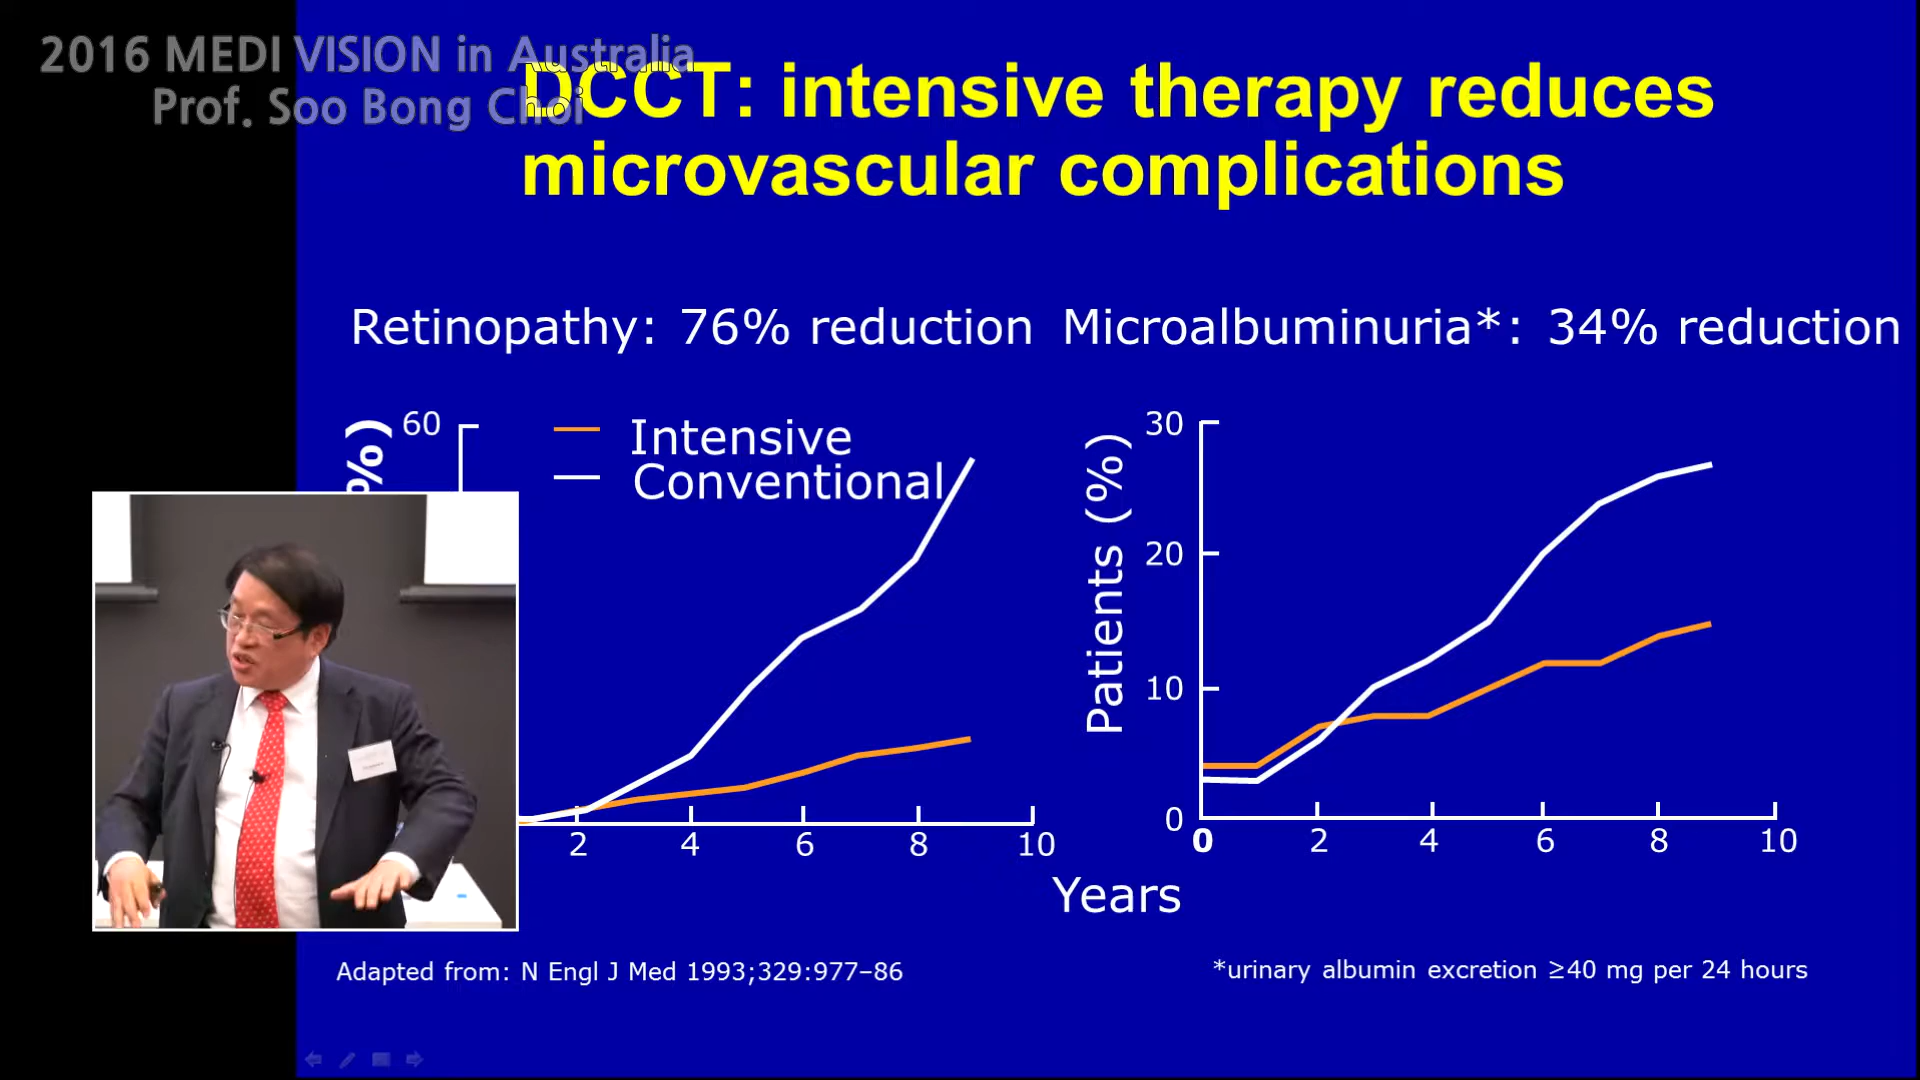 2016 MEDI VISION in Australia
Prof. Soo Bong Choi
DCCT: intensive therapy reduces
microvascular complications
Retinopathy: 76% reduction
Microalbuminuria*: 34% reduction
%)
60
Intensive
Conventional
2 4 6 8 10
Patients (%)
30
20
10
0
0 2 4 6 8 10
Years
Adapted from: N Engl J Med 1993;329:977–86
*urinary albumin excretion ≥40 mg per 24 hours